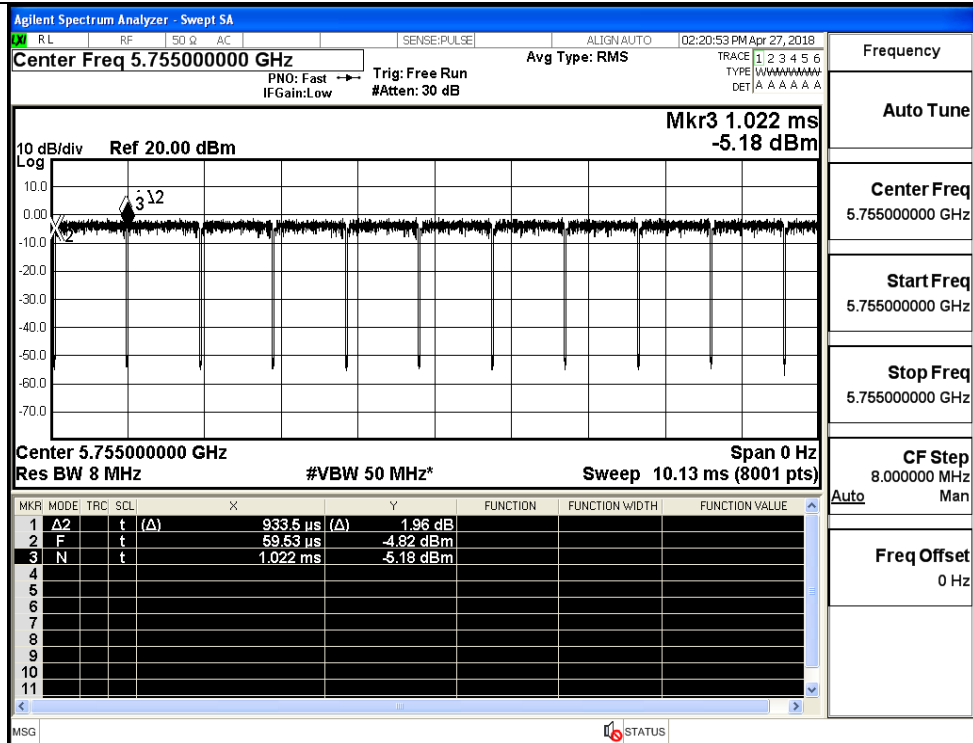 Agilent Spectrum Analyzer - Swept SA
LXI RL RF 50 Ω AC SENSE:PULSE ALIGN AUTO 02:20:53 PM Apr 27, 2018
Center Freq 5.755000000 GHz
PNO: Fast Trig: Free Run
IFGain:Low #Atten: 30 dB
Avg Type: RMS
TRACE 1 2 3 4 5 6
TYPE WWWWWW
DET A A A A A A
Mkr3 1.022 ms
-5.18 dBm
10 dB/div Ref 20.00 dBm
Log
10.0
0.00
-10.0
-20.0
-30.0
-40.0
-50.0
-60.0
-70.0
3 Δ2
2
Center 5.755000000 GHz Span 0 Hz
Res BW 8 MHz #VBW 50 MHz* Sweep 10.13 ms (8001 pts)
MKR MODE TRC SCL X Y FUNCTION FUNCTION WIDTH FUNCTION VALUE
1 Δ2 t (Δ) 933.5 µs (Δ) 1.96 dB
2 F t 59.53 µs -4.82 dBm
3 N t 1.022 ms -5.18 dBm
4
5
6
7
8
9
10
11
MSG STATUS
Frequency
Auto Tune
Center Freq
5.755000000 GHz
Start Freq
5.755000000 GHz
Stop Freq
5.755000000 GHz
CF Step
8.000000 MHz
Auto Man
Freq Offset
0 Hz